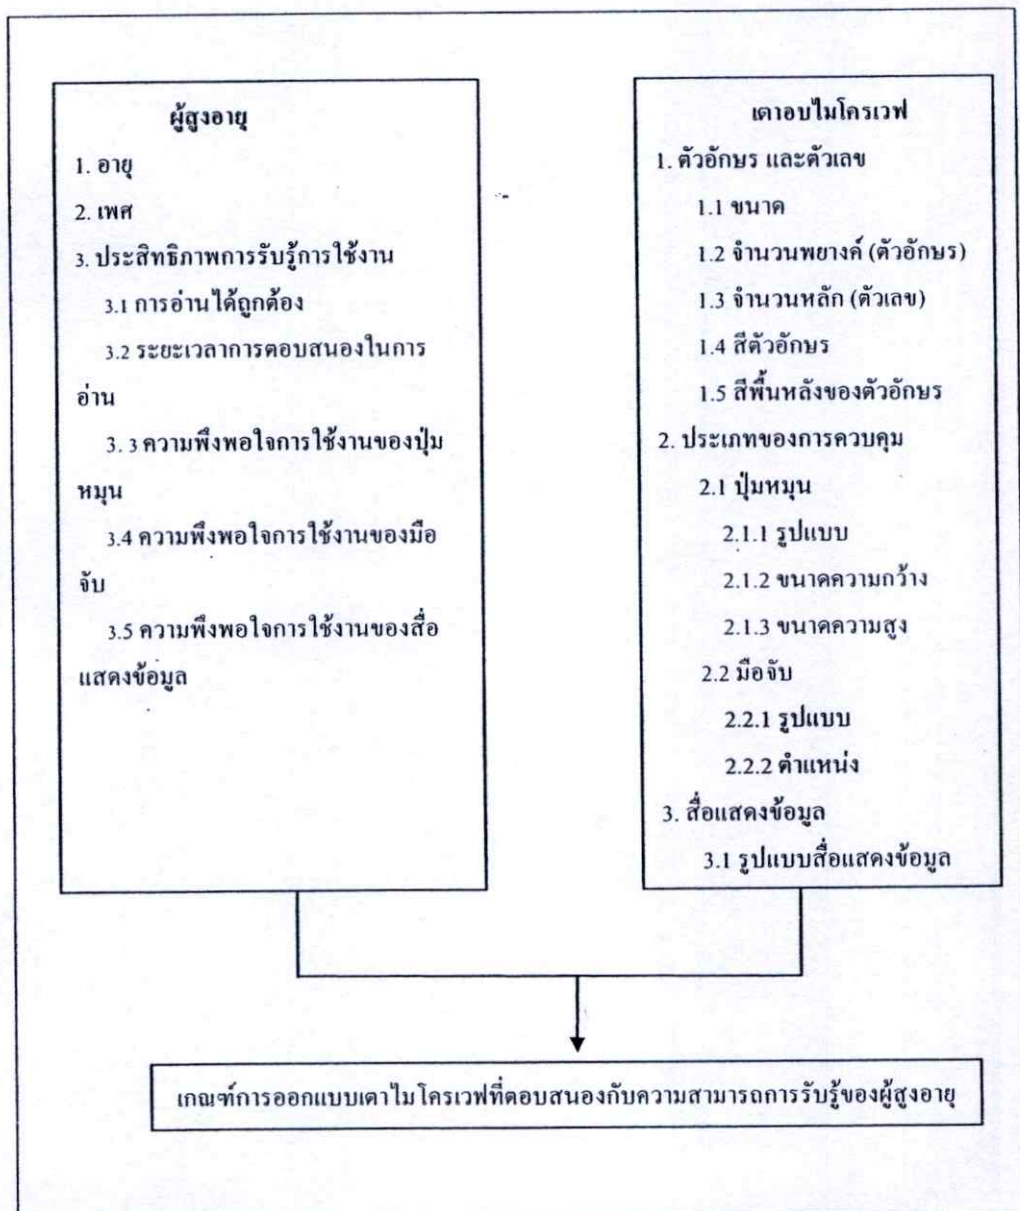 ผู้สูงอายุ
1. อายุ
2. เพศ
3. ประสิทธิภาพการรับรู้การใช้งาน
3.1 การอ่านได้ถูกต้อง
3.2 ระยะเวลาการตอบสนองในการ
อ่าน
3. 3 ความพึงพอใจการใช้งานของปุ่ม
หมุน
3.4 ความพึงพอใจการใช้งานของมือ
จับ
3.5 ความพึงพอใจการใช้งานของสื่อ
แสดงข้อมูล
เตาอบไมโครเวฟ
1. ตัวอักษร และตัวเลข
1.1 ขนาด
1.2 จำนวนพยางค์ (ตัวอักษร)
1.3 จำนวนหลัก (ตัวเลข)
1.4 สีตัวอักษร
1.5 สีพื้นหลังของตัวอักษร
2. ประเภทของการควบคุม
2.1 ปุ่มหมุน
2.1.1 รูปแบบ
2.1.2 ขนาดความกว้าง
2.1.3 ขนาดความสูง
2.2 มือจับ
2.2.1 รูปแบบ
2.2.2 ตำแหน่ง
3. สื่อแสดงข้อมูล
3.1 รูปแบบสื่อแสดงข้อมูล
เกณฑ์การออกแบบเตาไมโครเวฟที่ตอบสนองกับความสามารถการรับรู้ของผู้สูงอายุ